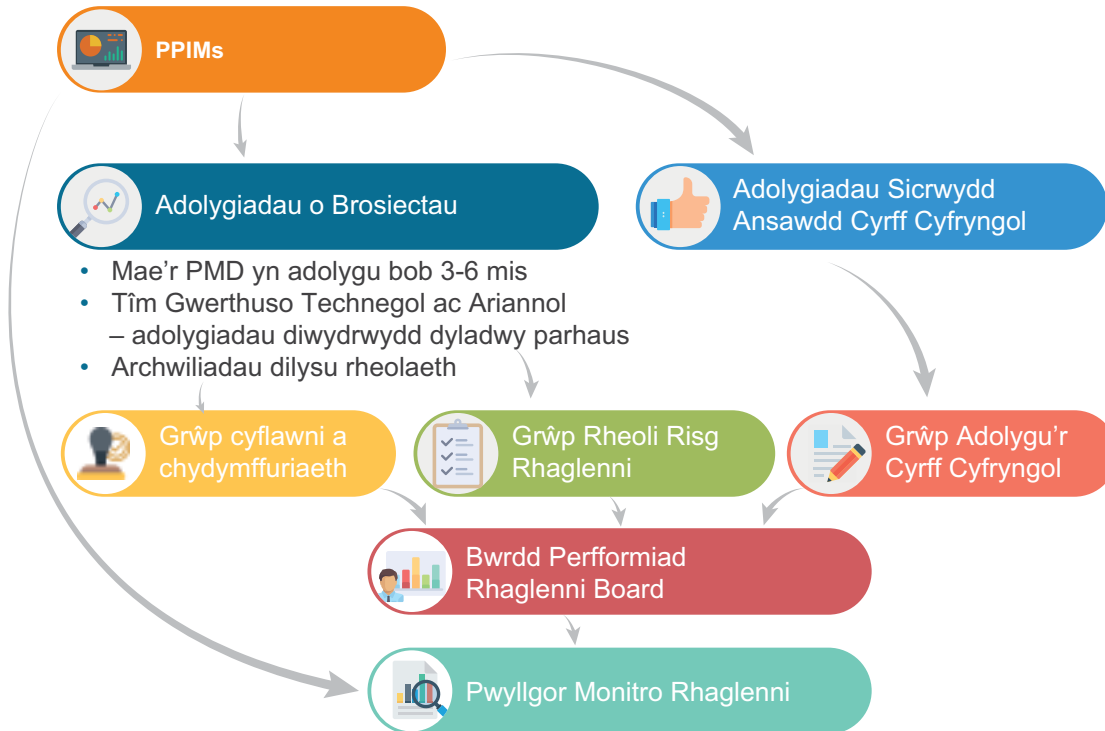 PPIMs
Adolygiadau o Brosiectau
Adolygiadau Sicrwydd
Ansawdd Cyrff Cyfryngol
• Mae'r PMD yn adolygu bob 3-6 mis
• Tîm Gwerthuso Technegol ac Ariannol
– adolygiadau diwydrwydd dyladwy parhaus
• Archwiliadau dilysu rheolaeth
Grŵp cyflawni a
chydymffuriaeth
Grŵp Rheoli Risg
Rhaglenni
Grŵp Adolygu'r
Cyrff Cyfryngol
Bwrdd Perfformiad
Rhaglenni Board
Pwyllgor Monitro Rhaglenni